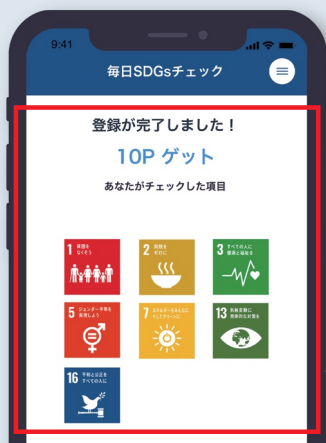 9:41
毎日SDGsチェック
登録が完了しました！
10P ゲット
あなたがチェックした項目
1 貧困を
なくそう
2 飢餓を
ゼロに
3 すべての人に
健康と福祉を
5 ジェンダー平等を
実現しよう
7 エネルギーをみんなに
そしてクリーンに
13 気候変動に
具体的な対策を
16 平和と公正を
すべての人に